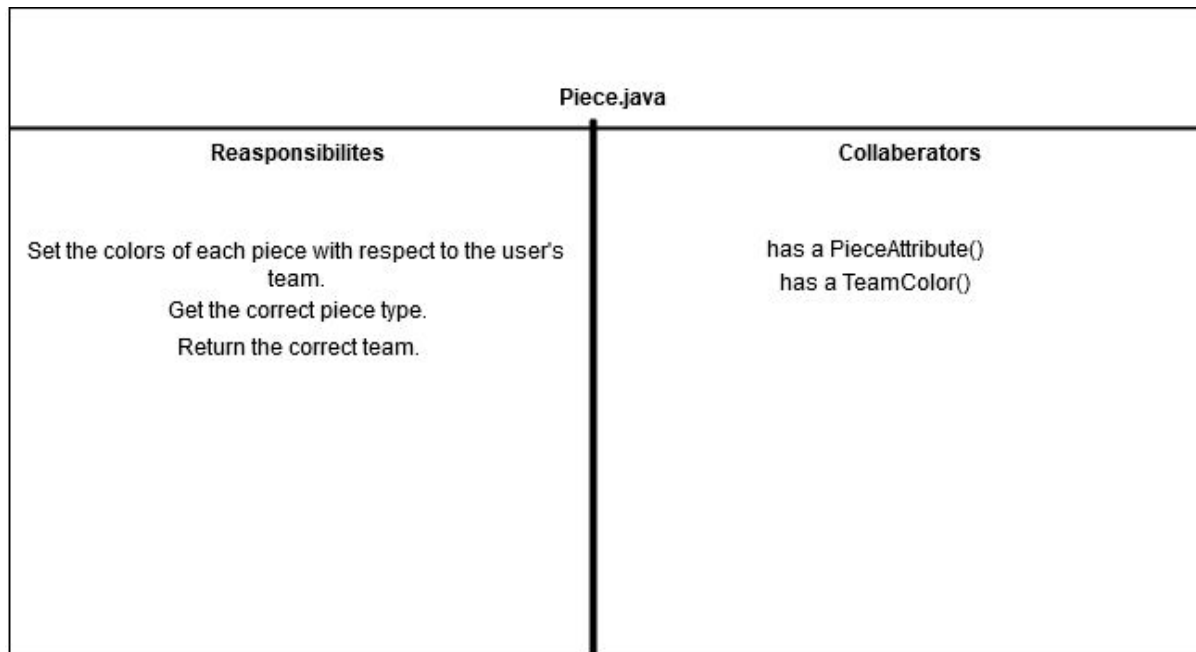 Piece.java
Reasponsibilites
Collaberators
Set the colors of each piece with respect to the user's
team.
Get the correct piece type.
Return the correct team.
has a PieceAttribute()
has a TeamColor()